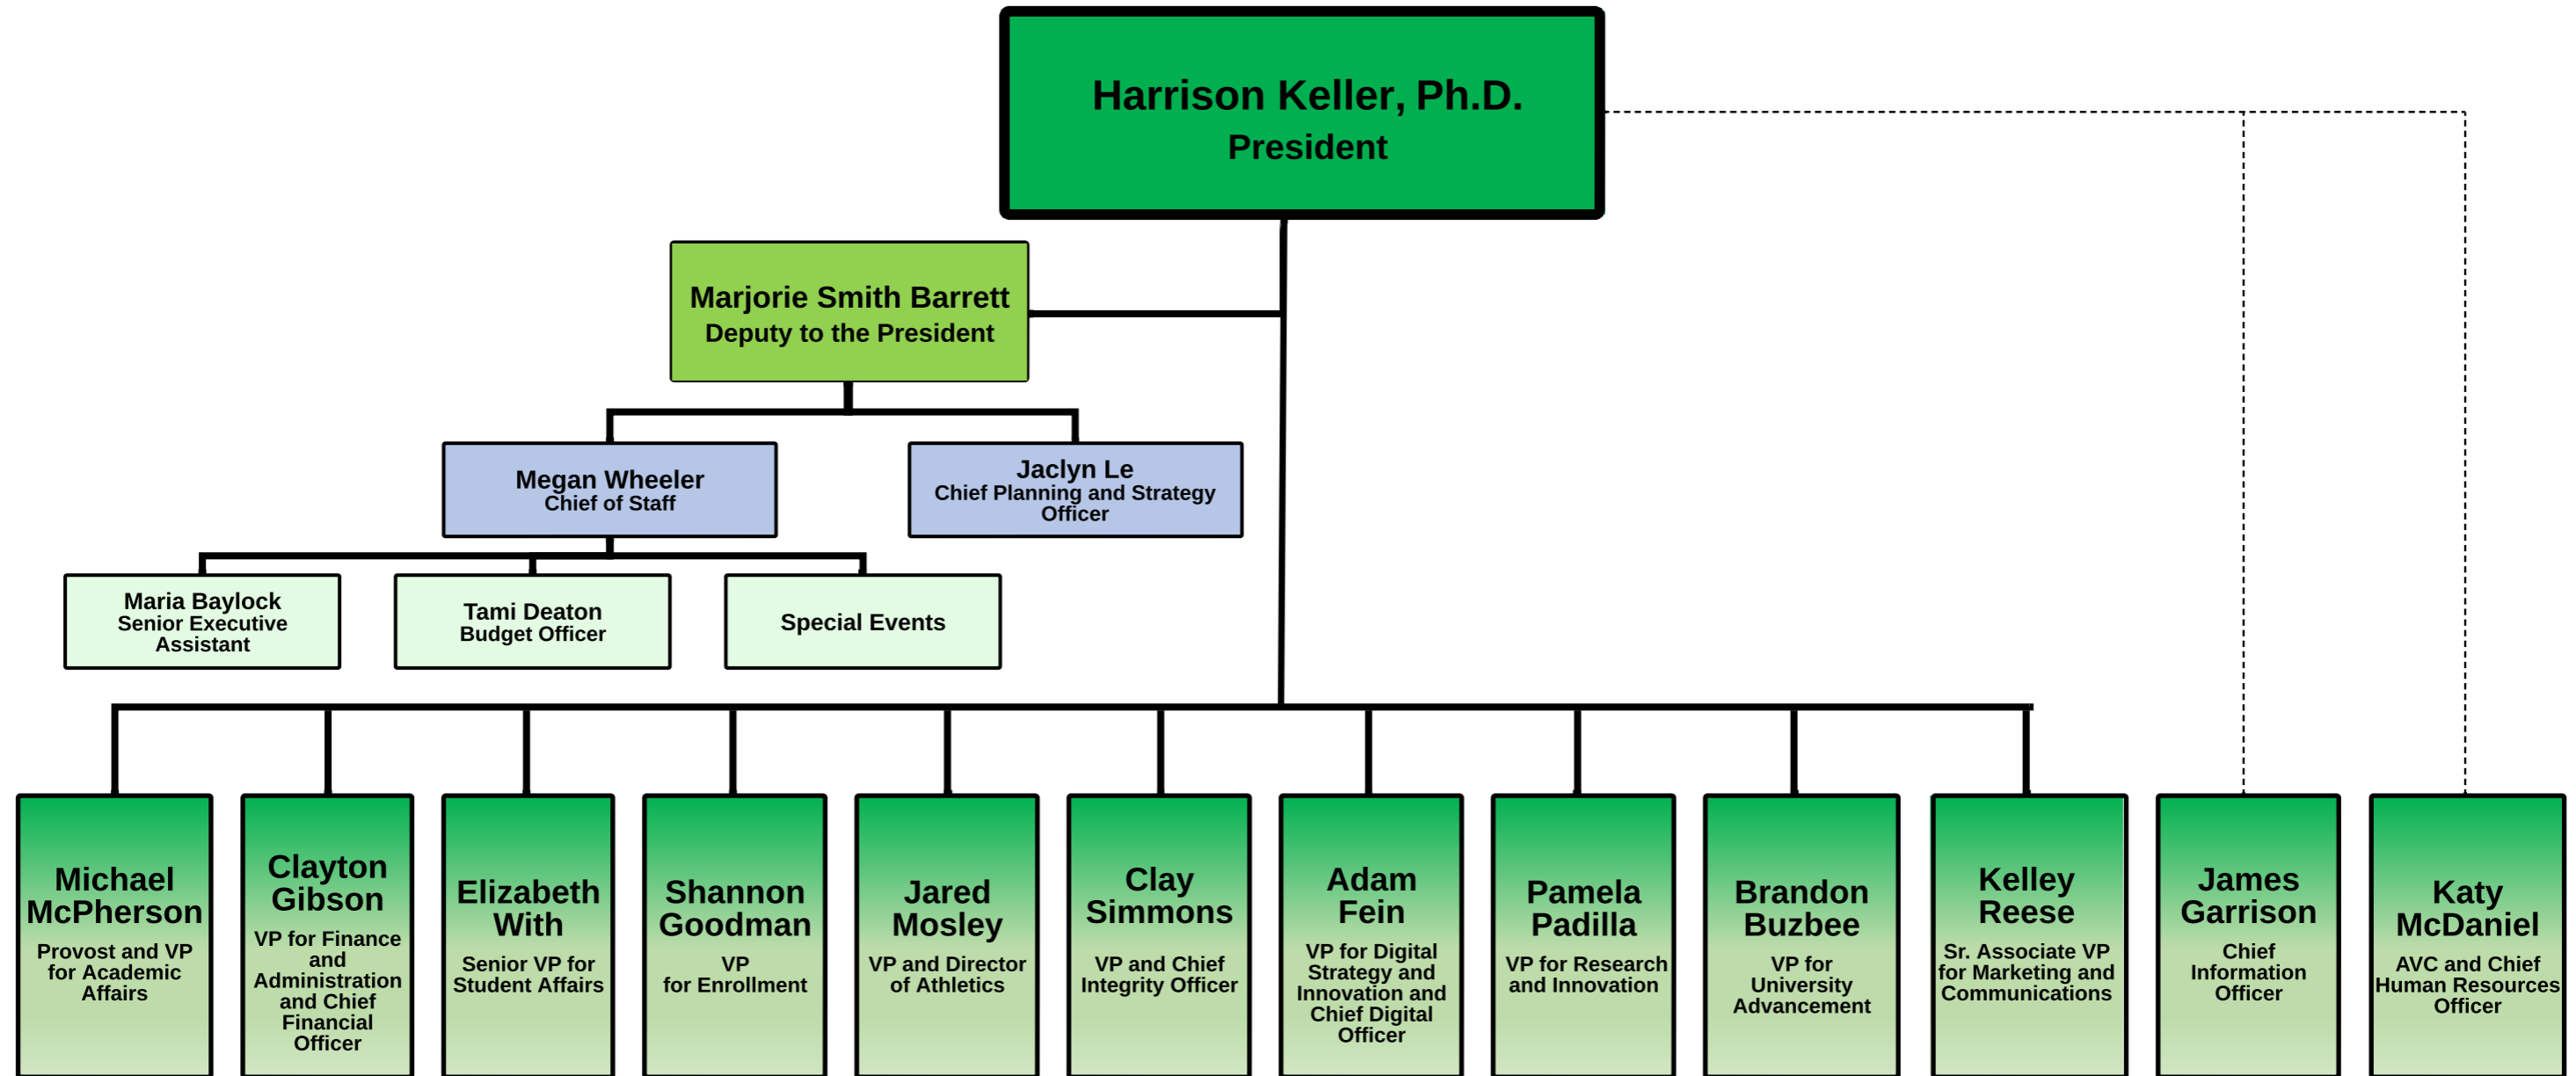 Harrison Keller, Ph.D.
President
Marjorie Smith Barrett
Deputy to the President
Megan Wheeler
Chief of Staff
Jaclyn Le
Chief Planning and Strategy
Officer
Maria Baylock
Senior Executive
Assistant
Tami Deaton
Budget Officer
Special Events
Michael
McPherson
Provost and VP
for Academic
Affairs
Clayton
Gibson
VP for Finance
and
Administration
and Chief
Financial
Officer
Elizabeth
With
Senior VP for
Student Affairs
Shannon
Goodman
VP
for Enrollment
Jared
Mosley
VP and Director
of Athletics
Clay
Simmons
VP and Chief
Integrity Officer
Adam
Fein
VP for Digital
Strategy and
Innovation and
Chief Digital
Officer
Pamela
Padilla
VP for Research
and Innovation
Brandon
Buzbee
VP for
University
Advancement
Kelley
Reese
Sr. Associate VP
for Marketing and
Communications
James
Garrison
Chief
Information
Officer
Katy
McDaniel
AVC and Chief
Human Resources
Officer